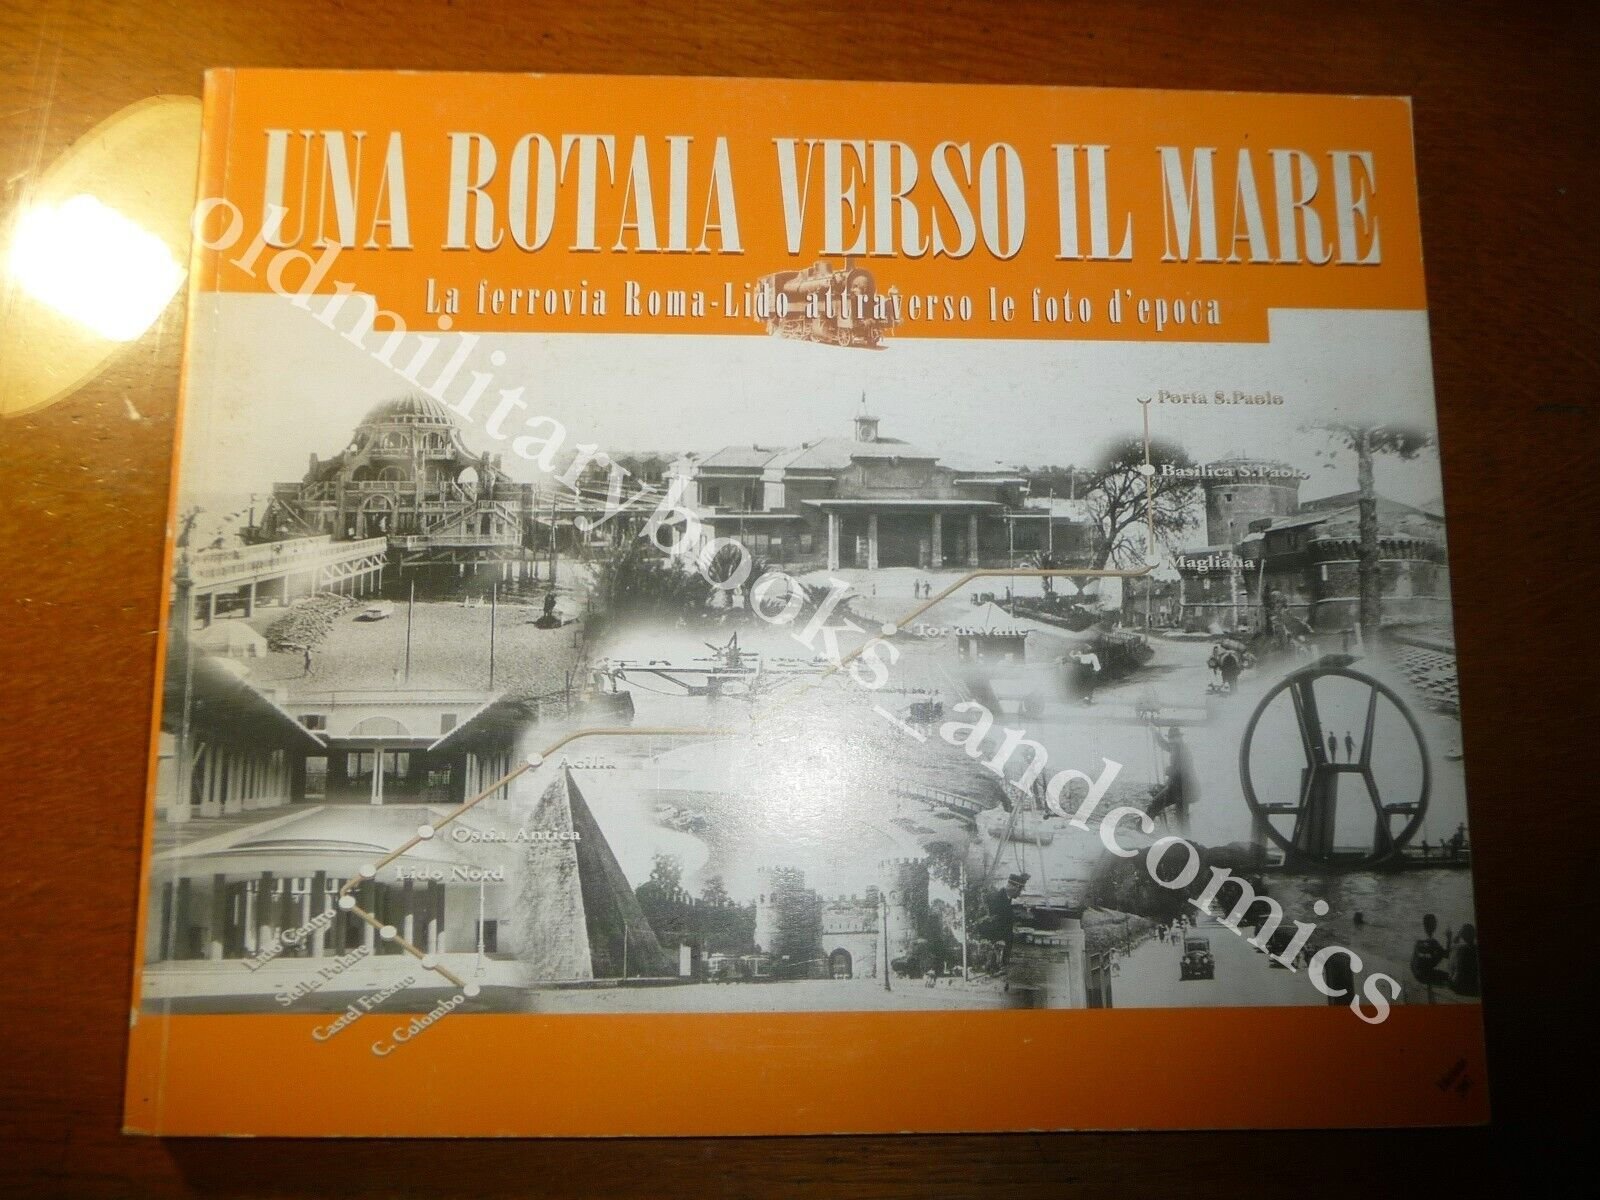 UNA ROTAIA VERSO IL MARE
La ferrovia Roma-Lido attraverso le foto d'epoca
Porta S.Paolo
Basilica S.Paolo
Magliana
Tor di Valle
Acilia
Ostia Antica
Lido Nord
Lido Centro
Stella Polare
Castel Fusano
C. Colombo
oldmilitarybooks_andcomics